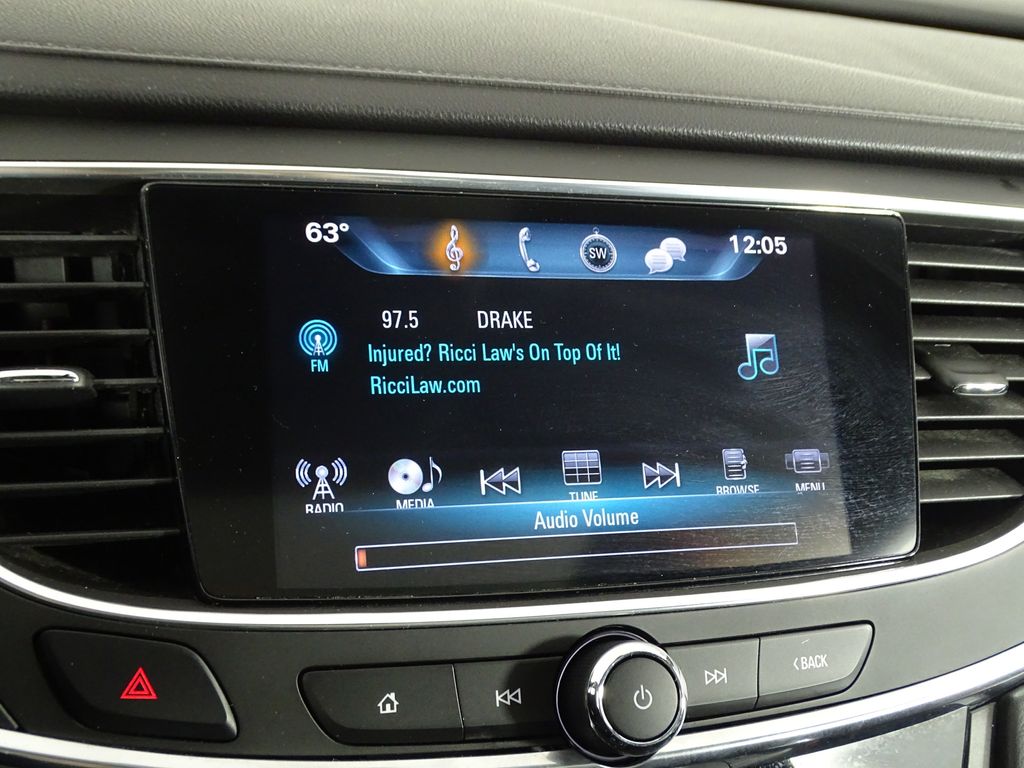 63° SW 12:05
97.5 DRAKE
FM Injured? Ricci Law's On Top Of It!
RicciLaw.com
RADIO MEDIA TUNE BROWSE MENU
Audio Volume
BACK